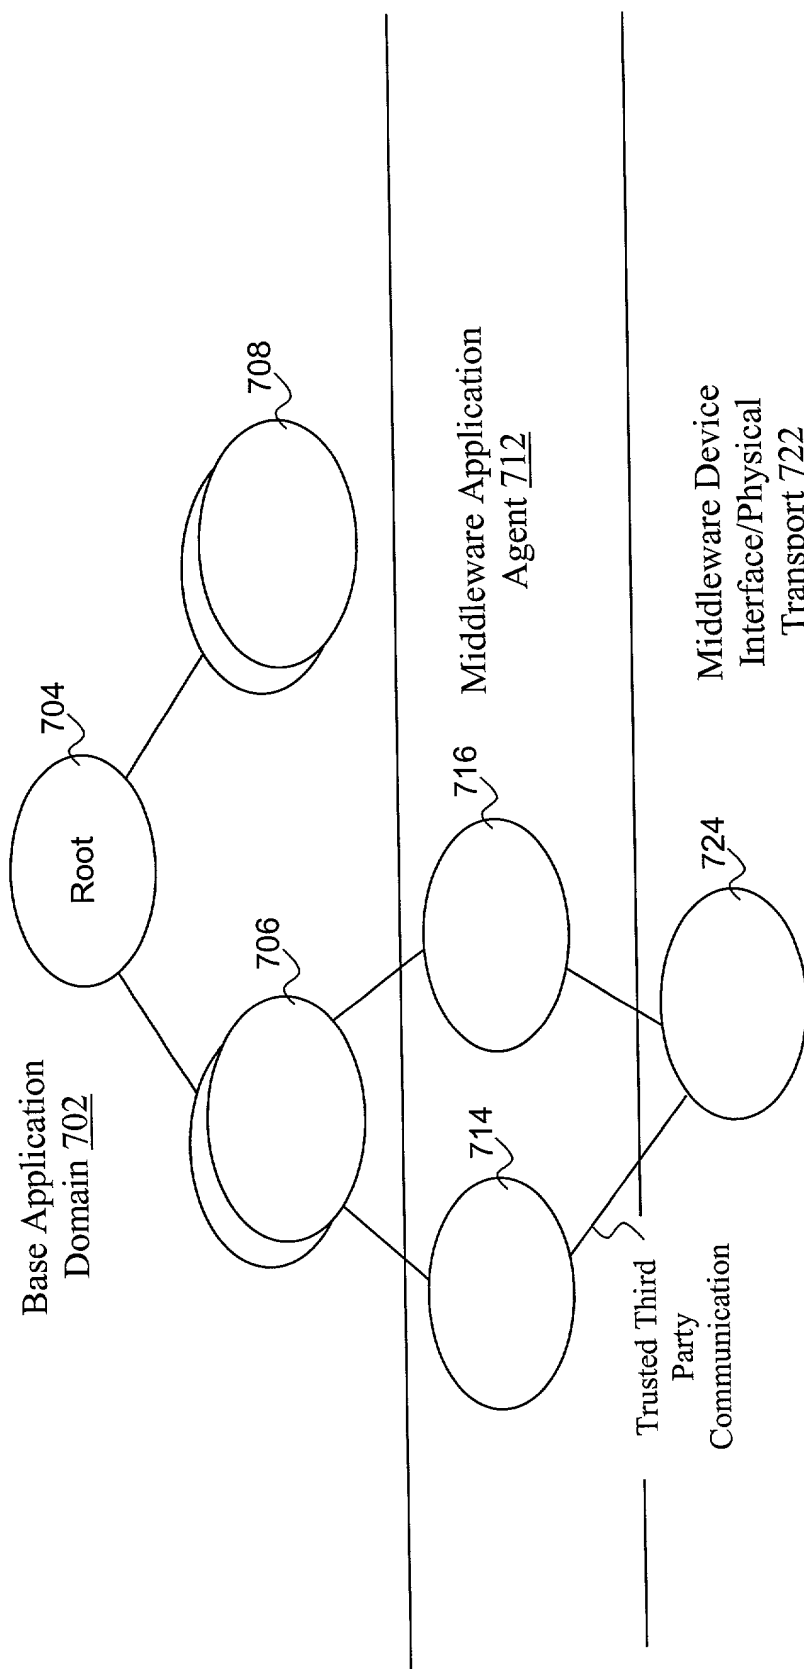 Base Application
Domain 702
704
Root
706
708
Middleware Application
Agent 712
714
716
Trusted Third
Party
Communication
724
Middleware Device
Interface/Physical
Transport 722